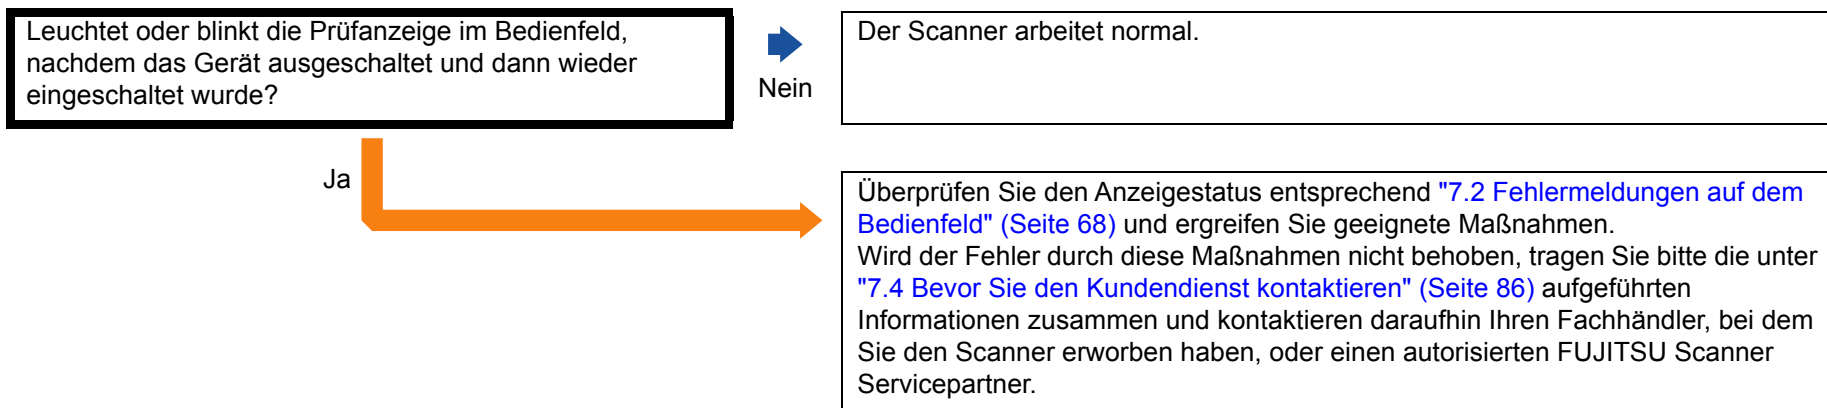 Leuchtet oder blinkt die Prüfanzeige im Bedienfeld,
nachdem das Gerät ausgeschaltet und dann wieder
eingeschaltet wurde?
Nein
Der Scanner arbeitet normal.
Ja
Überprüfen Sie den Anzeigestatus entsprechend "7.2 Fehlermeldungen auf dem
Bedienfeld" (Seite 68) und ergreifen Sie geeignete Maßnahmen.
Wird der Fehler durch diese Maßnahmen nicht behoben, tragen Sie bitte die unter
"7.4 Bevor Sie den Kundendienst kontaktieren" (Seite 86) aufgeführten
Informationen zusammen und kontaktieren daraufhin Ihren Fachhändler, bei dem
Sie den Scanner erworben haben, oder einen autorisierten FUJITSU Scanner
Servicepartner.